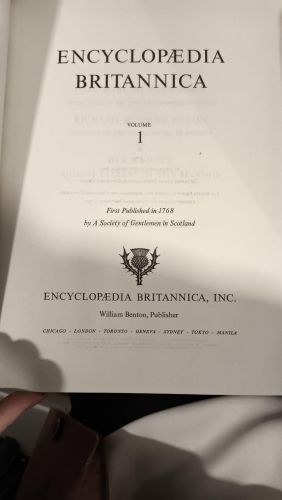 ENCYCLOPÆDIA
BRITANNICA
VOLUME
1
First Published in 1768
by A Society of Gentlemen in Scotland
ENCYCLOPÆDIA BRITANNICA, INC.
William Benton, Publisher
CHICAGO · LONDON · TORONTO · GENEVA · SYDNEY · TOKYO · MANILA